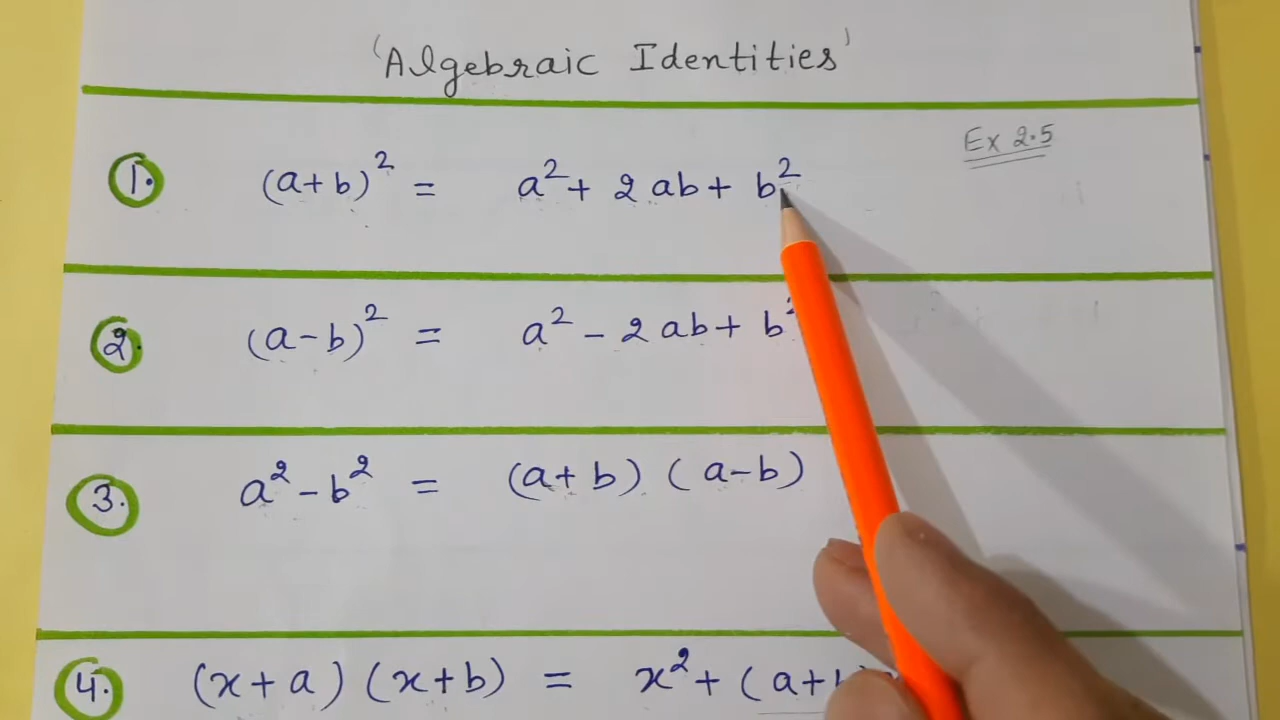 'Algebraic Identities'
Ex 2.5
1. (a+b)² = a² + 2ab + b²
2. (a-b)² = a² - 2ab + b
3. a² - b² = (a+b) (a-b)
4. (x+a) (x+b) = x² + (a+